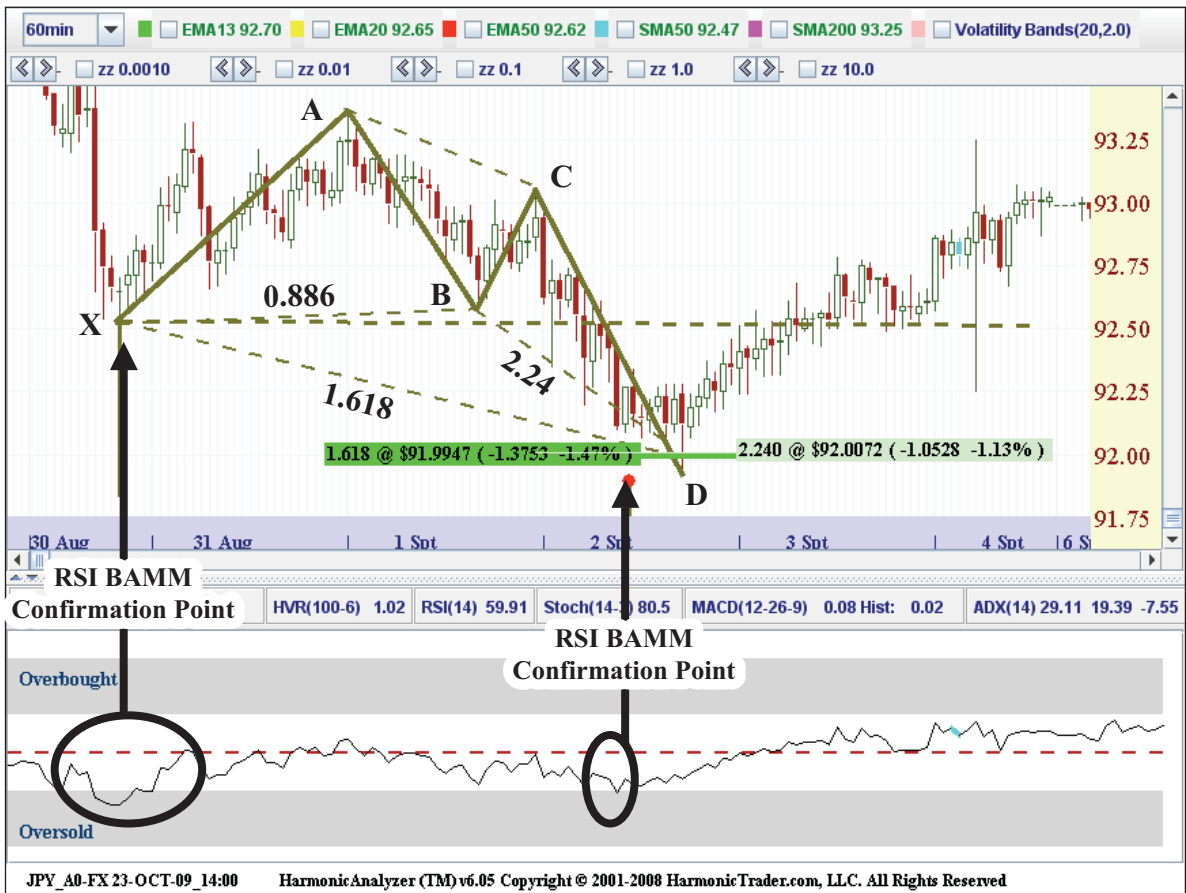 60min EMA13 92.70 EMA20 92.65 EMA50 92.62 SMA50 92.47 SMA200 93.25 Volatility Bands(20,2.0)
zz 0.0010 zz 0.01 zz 0.1 zz 1.0 zz 10.0
A
93.25
C
93.00
92.75
0.886
B
X
92.50
2.24
92.25
1.618
1.618 @ $91.9947 ( -1.3753 -1.47% ) 2.240 @ $92.0072 ( -1.0528 -1.13% ) 92.00
D
91.75
30 Aug 31 Aug 1 Spt 2 Spt 3 Spt 4 Spt
RSI BAMM
Confirmation Point
HVR(100-6) 1.02 RSI(14) 59.91 80.5 MACD(12-26-9) 0.08 Hist: 0.02 ADX(14) 29.11 19.39 -7.55
RSI BAMM
Confirmation Point
Overbought
Oversold
JPY_A0-FX 23-OCT-09_14:00 HarmonicAnalyzer (TM) v6.05 Copyright © 2001-2008 HarmonicTrader.com, LLC. All Rights Reserved